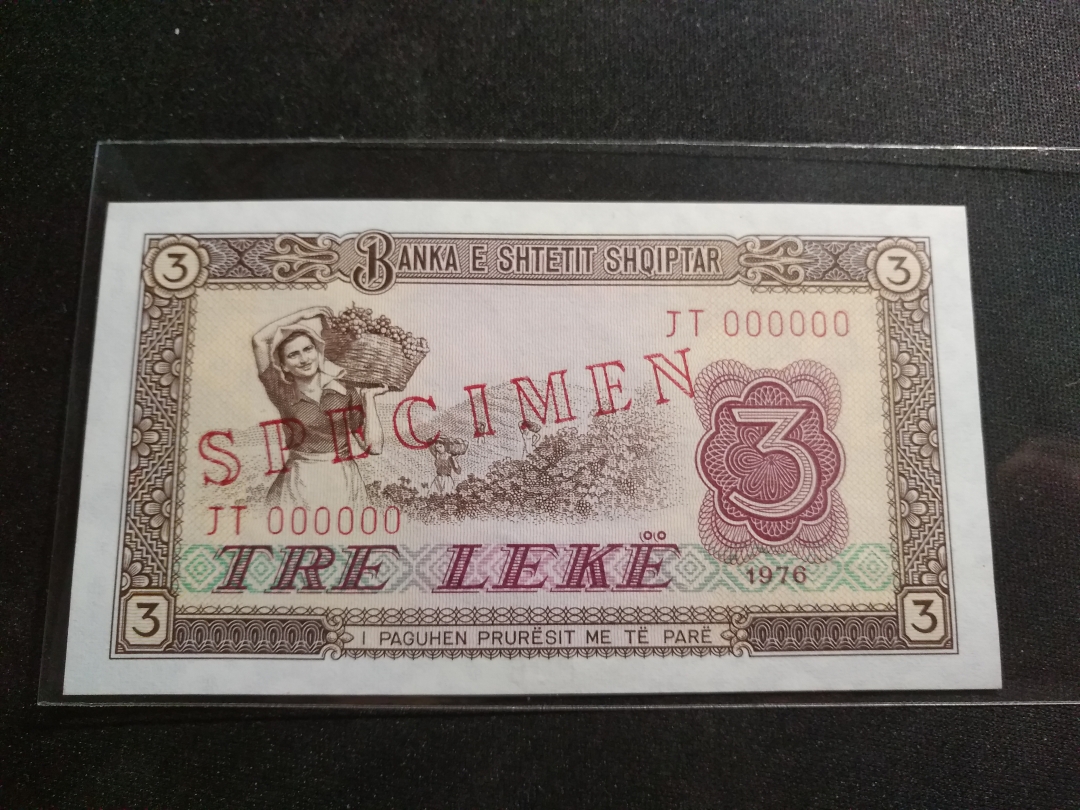 3 BANKA E SHTETIT SHQIPTAR 3
JT 000000
SPECIMEN
3
JT 000000
TRE LEKË
1976
3 I PAGUHEN PRURËSIT ME TË PARË 3